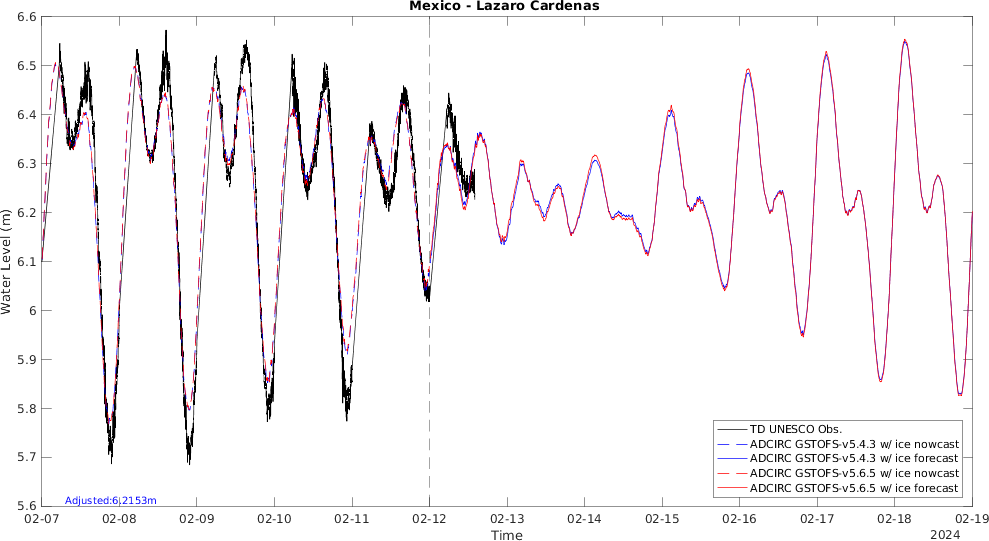 Mexico - Lazaro Cardenas
Water Level (m)
6.6
6.5
6.4
6.3
6.2
6.1
6
5.9
5.8
5.7
5.6
Adjusted:6.2153m
TD UNESCO Obs.
ADCIRC GSTOFS-v5.4.3 w/ ice nowcast
ADCIRC GSTOFS-v5.4.3 w/ ice forecast
ADCIRC GSTOFS-v5.6.5 w/ ice nowcast
ADCIRC GSTOFS-v5.6.5 w/ ice forecast
02-07 02-08 02-09 02-10 02-11 02-12 02-13 02-14 02-15 02-16 02-17 02-18 02-19
Time
2024